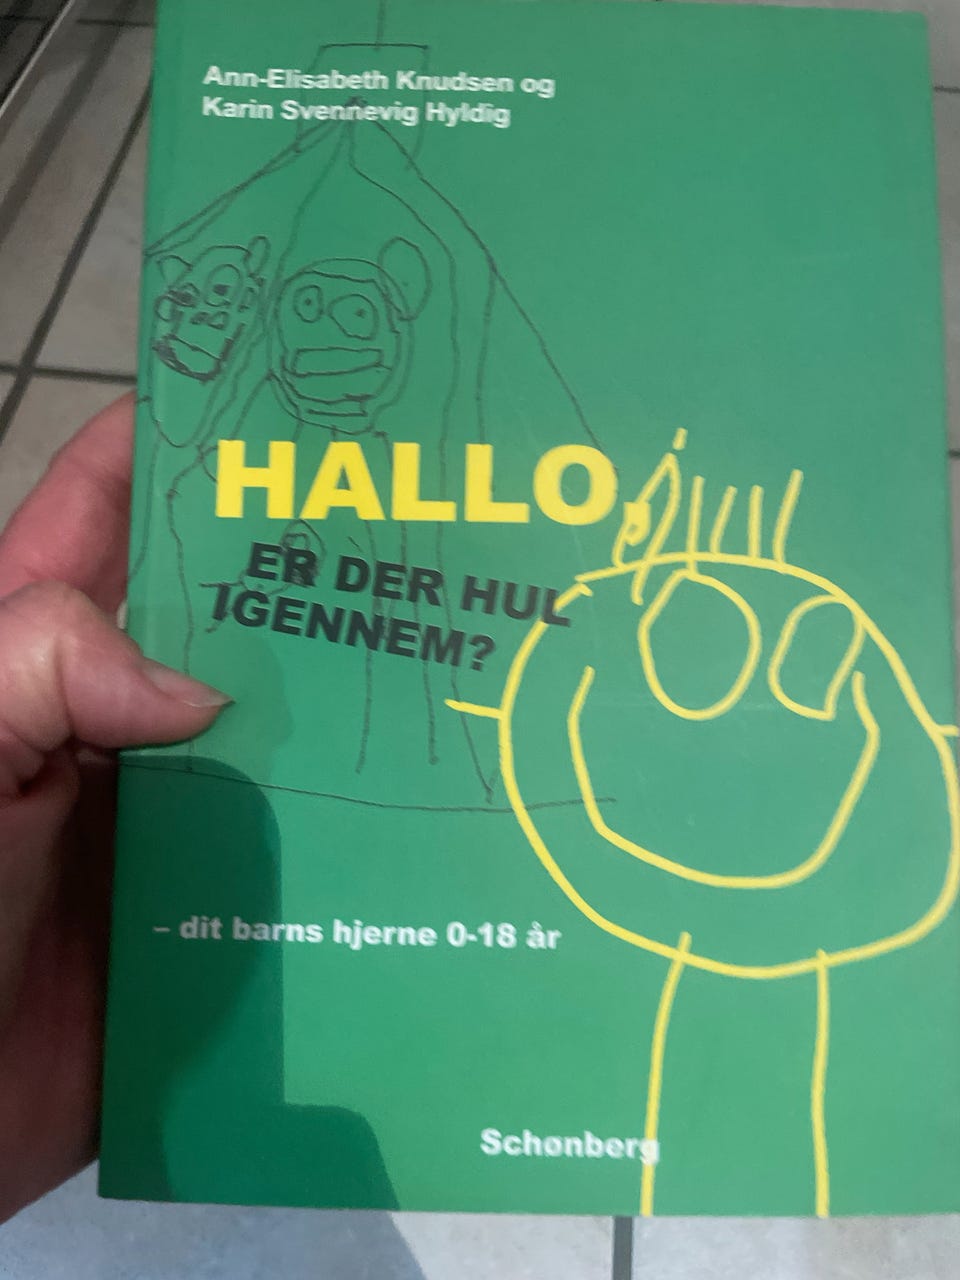 Ann-Elisabeth Knudsen og
Karin Svennevig Hyldig
HALLO,
ER DER HUL
IGENNEM?
– dit barns hjerne 0-18 år
Schønberg